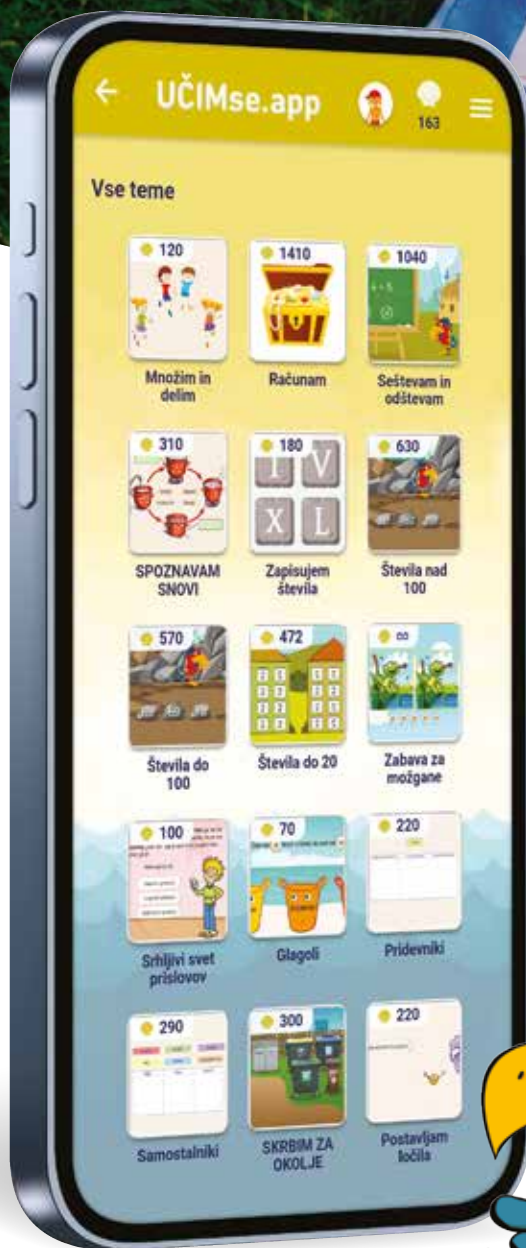 UČIMse.app
163
Vse teme
120
1410
1040
Množim in
delim
Računam
Seštevam in
odštevam
310
180
630
I V
X L
SPOZNAVAM
SNOVI
Zapisujem
števila
Števila nad
100
570
472
∞
Števila do
100
Števila do 20
Zabava za
možgane
100
70
220
Srhljivi svet
prislovov
Glagoli
Pridevniki
290
300
220
Samostalniki
SKRBIM ZA
OKOLJE
Postavljam
ločila